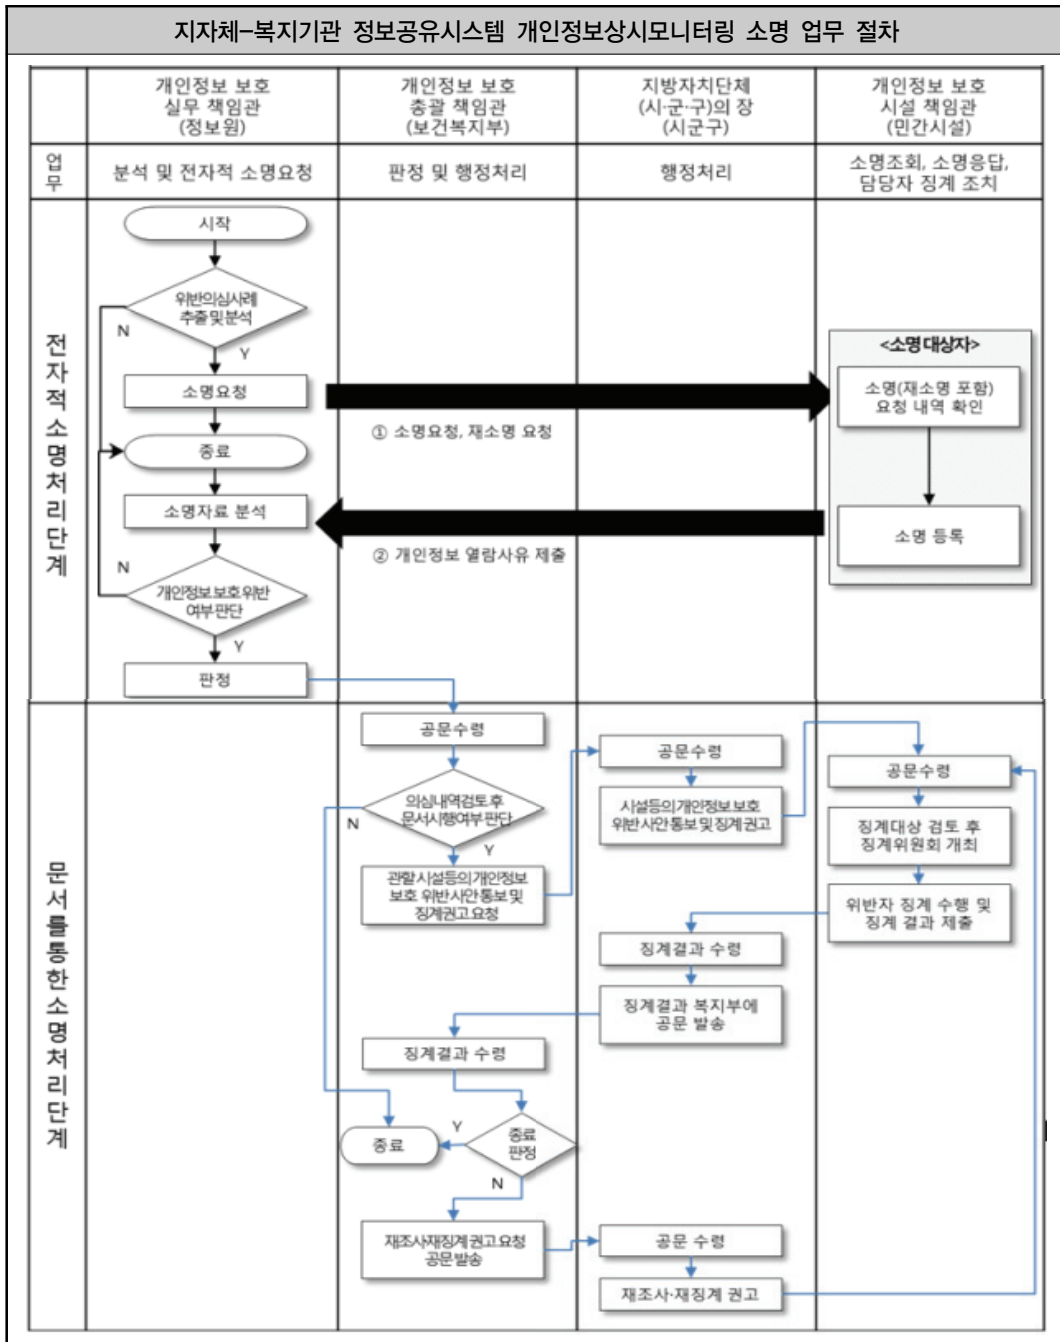 지자체-복지기관 정보공유시스템 개인정보상시모니터링 소명 업무 절차
개인정보 보호
실무 책임관
(정보원)
개인정보 보호
총괄 책임관
(보건복지부)
지방자치단체
(시·군·구)의 장
(시군구)
개인정보 보호
시설 책임관
(민간시설)
업무
분석 및 전자적 소명요청
판정 및 행정처리
행정처리
소명조회, 소명응답,
담당자 징계 조치
전자적소명처리단계
시작
위반의심사례
추출 및 분석
N
Y
소명요청
종료
소명자료 분석
N
개인정보 보호 위반
여부 판단
Y
판정
① 소명요청, 재소명 요청
② 개인정보 열람사유 제출
<소명 대상자>
소명(재소명 포함)
요청 내역 확인
소명 등록
문서를통한소명처리단계
공문수령
의심내역검토 후
문서시행여부 판단
N
Y
관할 시설등의 개인정보
보호 위반 사안 통보 및
징계권고 요청
공문수령
시설등의 개인정보 보호
위반 사안 통보 및 징계 권고
공문수령
징계대상 검토 후
징계위원회 개최
위반자 징계 수행 및
징계 결과 제출
징계결과 수령
징계결과 복지부에
공문 발송
징계결과 수령
종료
Y
종료
판정
N
재조사재징계 권고 요청
공문 발송
공문 수령
재조사·재징계 권고